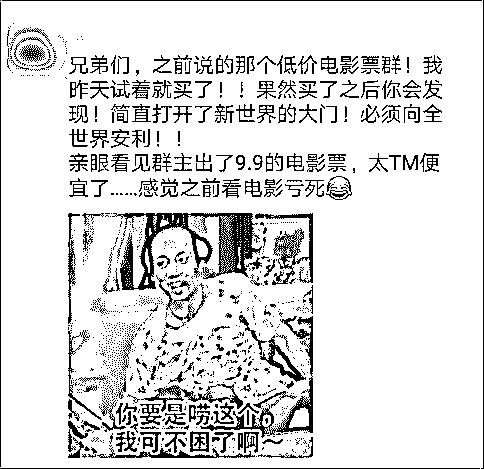 兄弟们，之前说的那个低价电影票群！我
昨天试着就买了！！果然买了之后你会发
现！简直打开了新世界的大门！必须向全
世界安利！！
亲眼看见群主出了9.9的电影票，太TM便
宜了......感觉之前看电影亏死😂
你要是唠这个，
我可不困了啊～